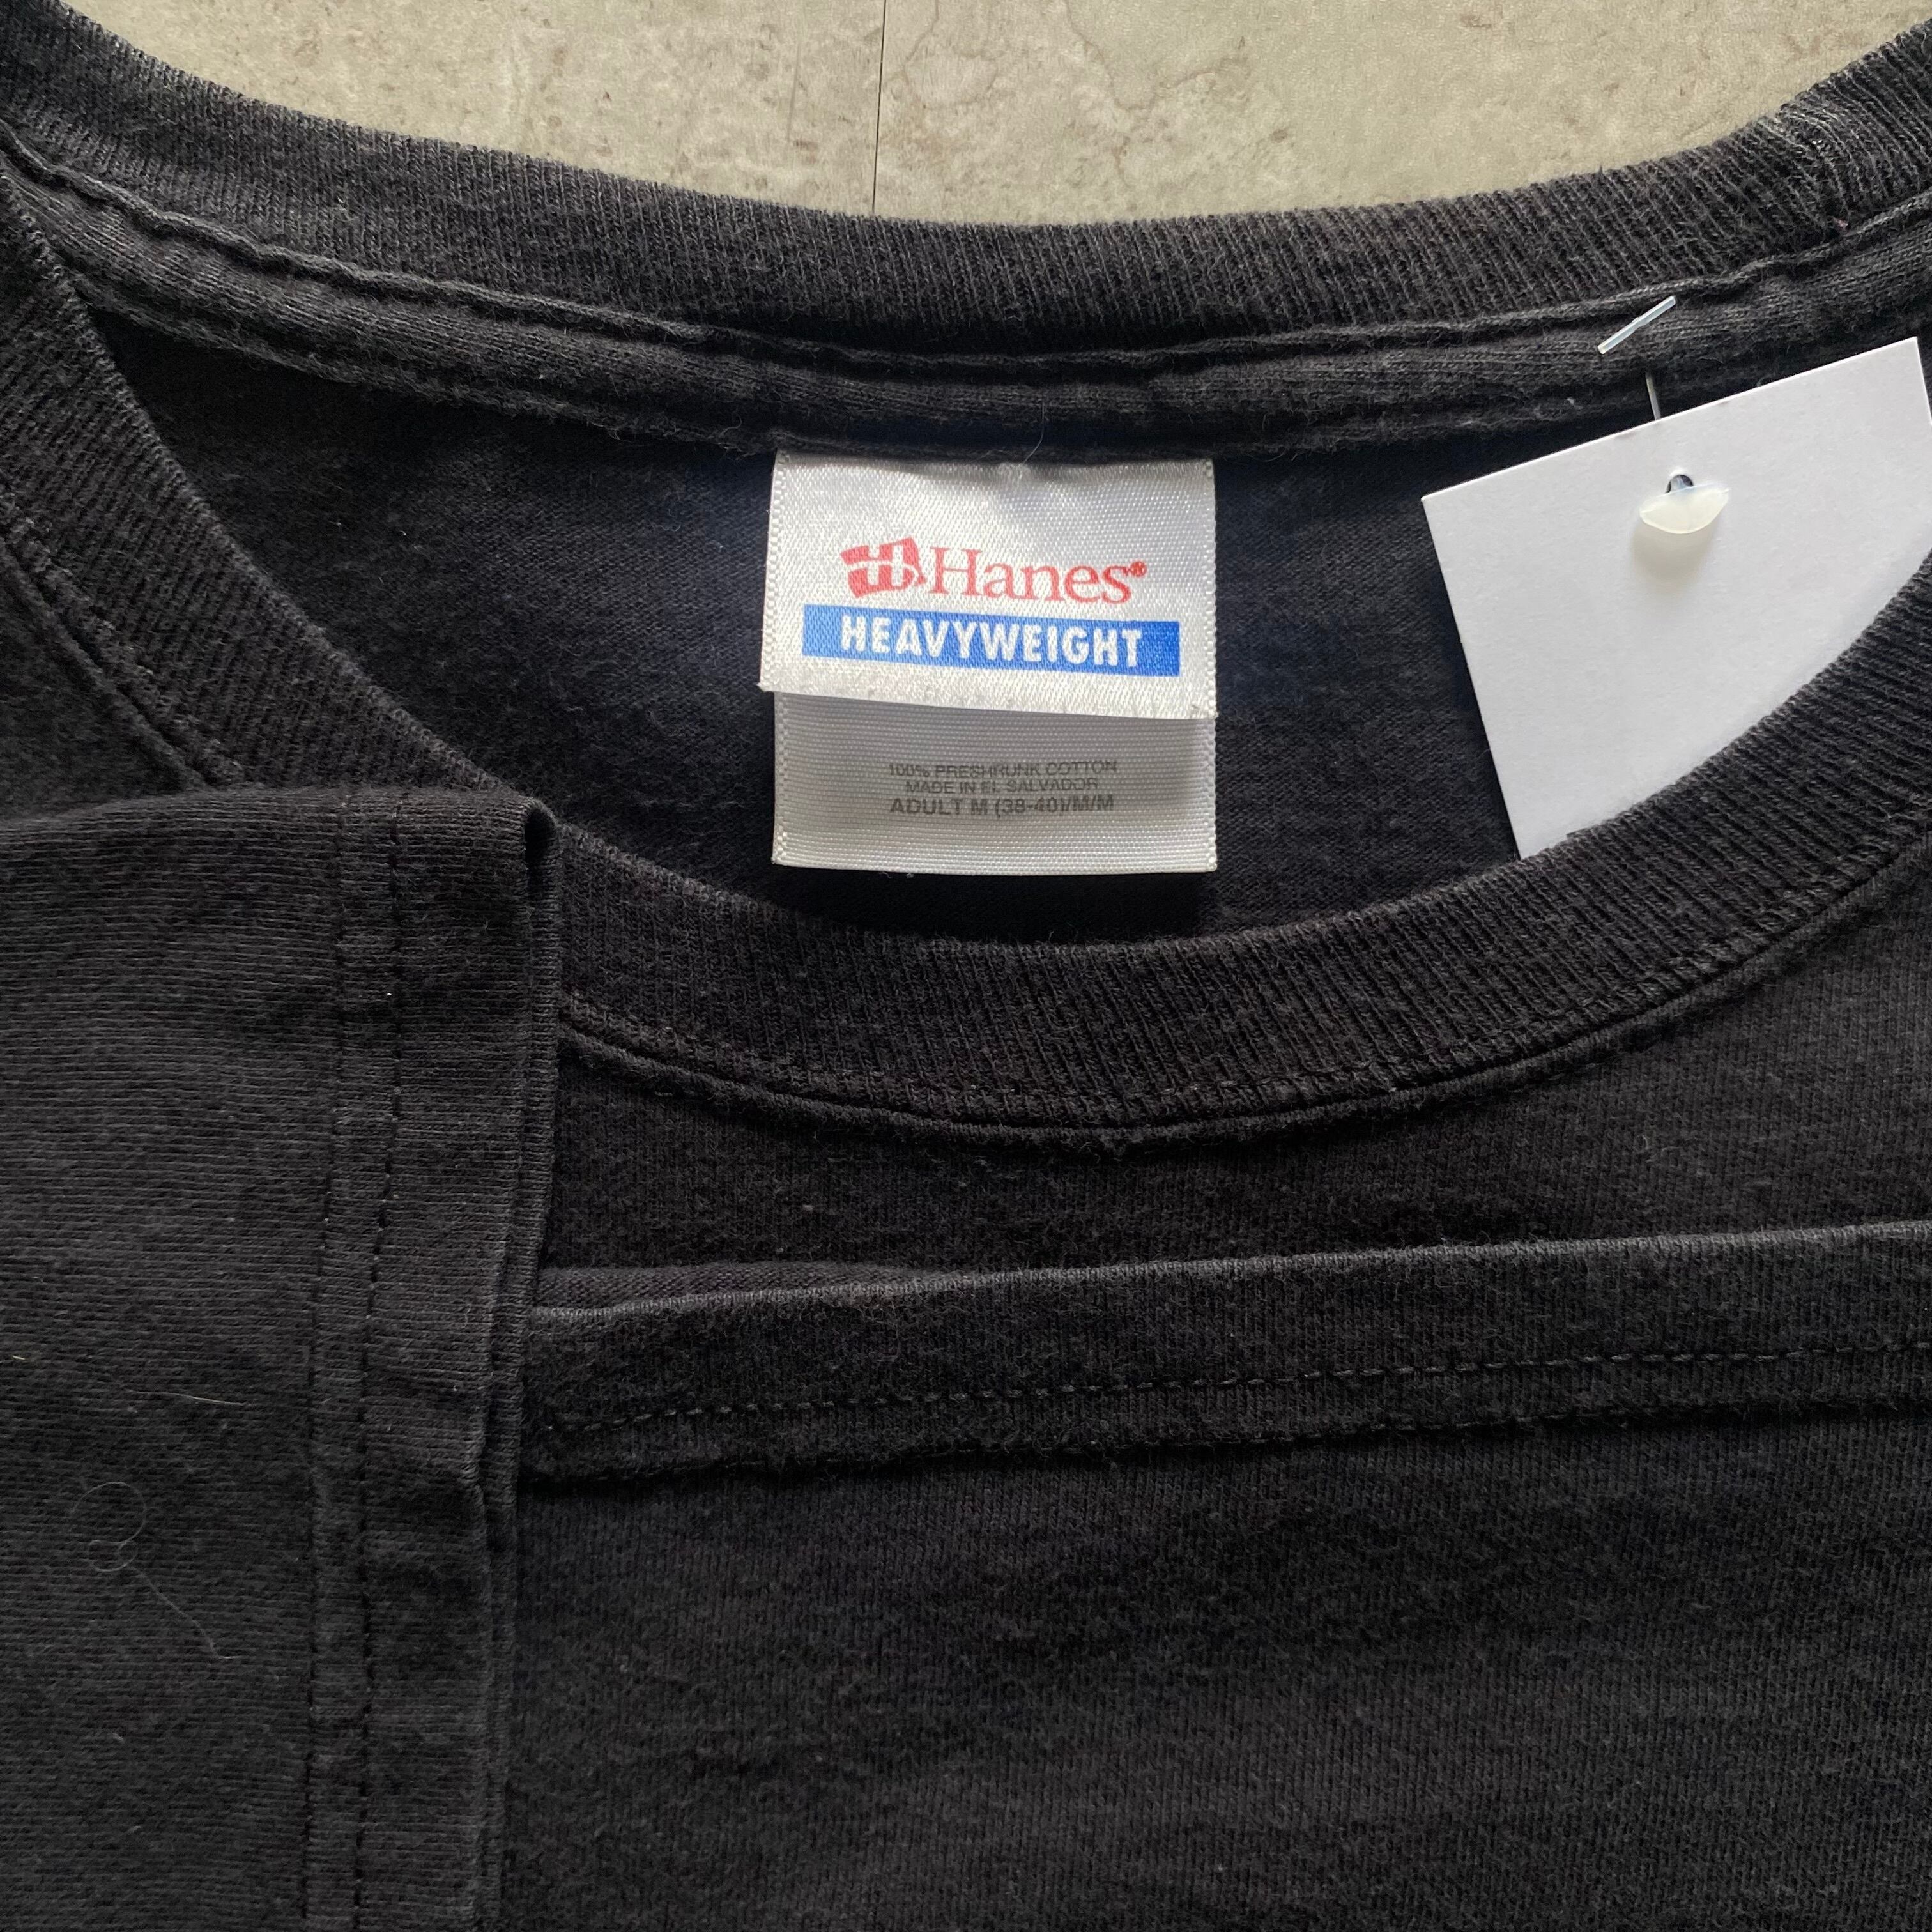 Hanes®
HEAVYWEIGHT
100% PRESHRUNK COTTON
MADE IN EL SALVADOR
ADULT M (38-40)/M/M